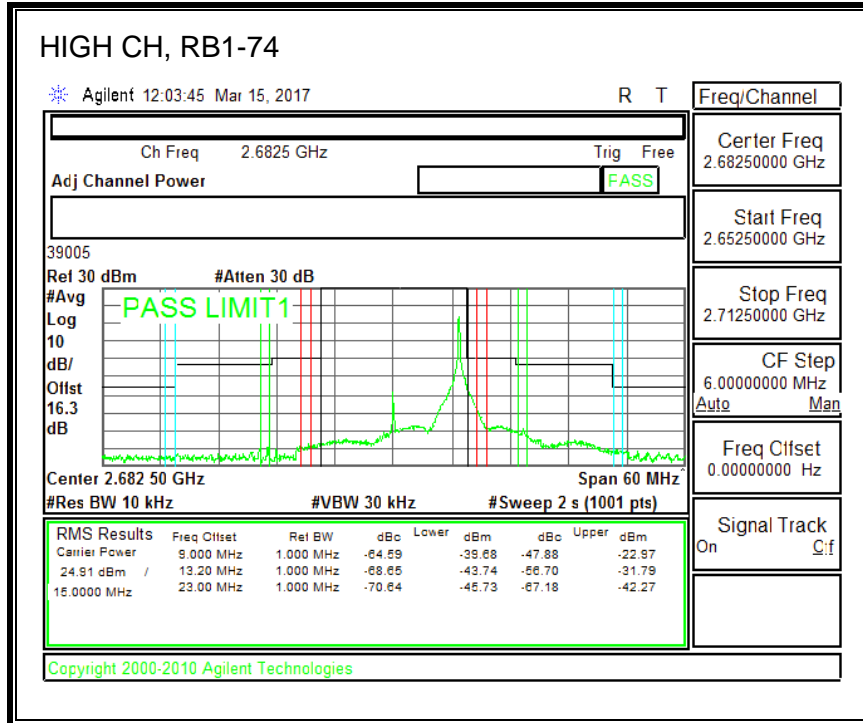 HIGH CH, RB1-74
Agilent 12:03:45 Mar 15, 2017 R T
Freq/Channel
Ch Freq 2.6825 GHz Trig Free
Adj Channel Power PASS
Center Freq
2.68250000 GHz
Start Freq
2.65250000 GHz
39005
Ref 30 dBm #Atten 30 dB
#Avg
Log
10
dB/
Offst
16.3
dB
PASS LIMIT1
Stop Freq
2.71250000 GHz
CF Step
6.00000000 MHz
Auto Man
Freq Offset
0.00000000 Hz
Center 2.682 50 GHz Span 60 MHz
#Res BW 10 kHz #VBW 30 kHz #Sweep 2 s (1001 pts)
Signal Track
On Off
RMS Results Freq Offset Ref BW dBc Lower dBm dBc Upper dBm
Carrier Power 9.000 MHz 1.000 MHz -64.59 -39.68 -47.88 -22.97
24.91 dBm / 13.20 MHz 1.000 MHz -68.65 -43.74 -56.70 -31.79
15.0000 MHz 23.00 MHz 1.000 MHz -70.64 -45.73 -67.18 -42.27
Copyright 2000-2010 Agilent Technologies